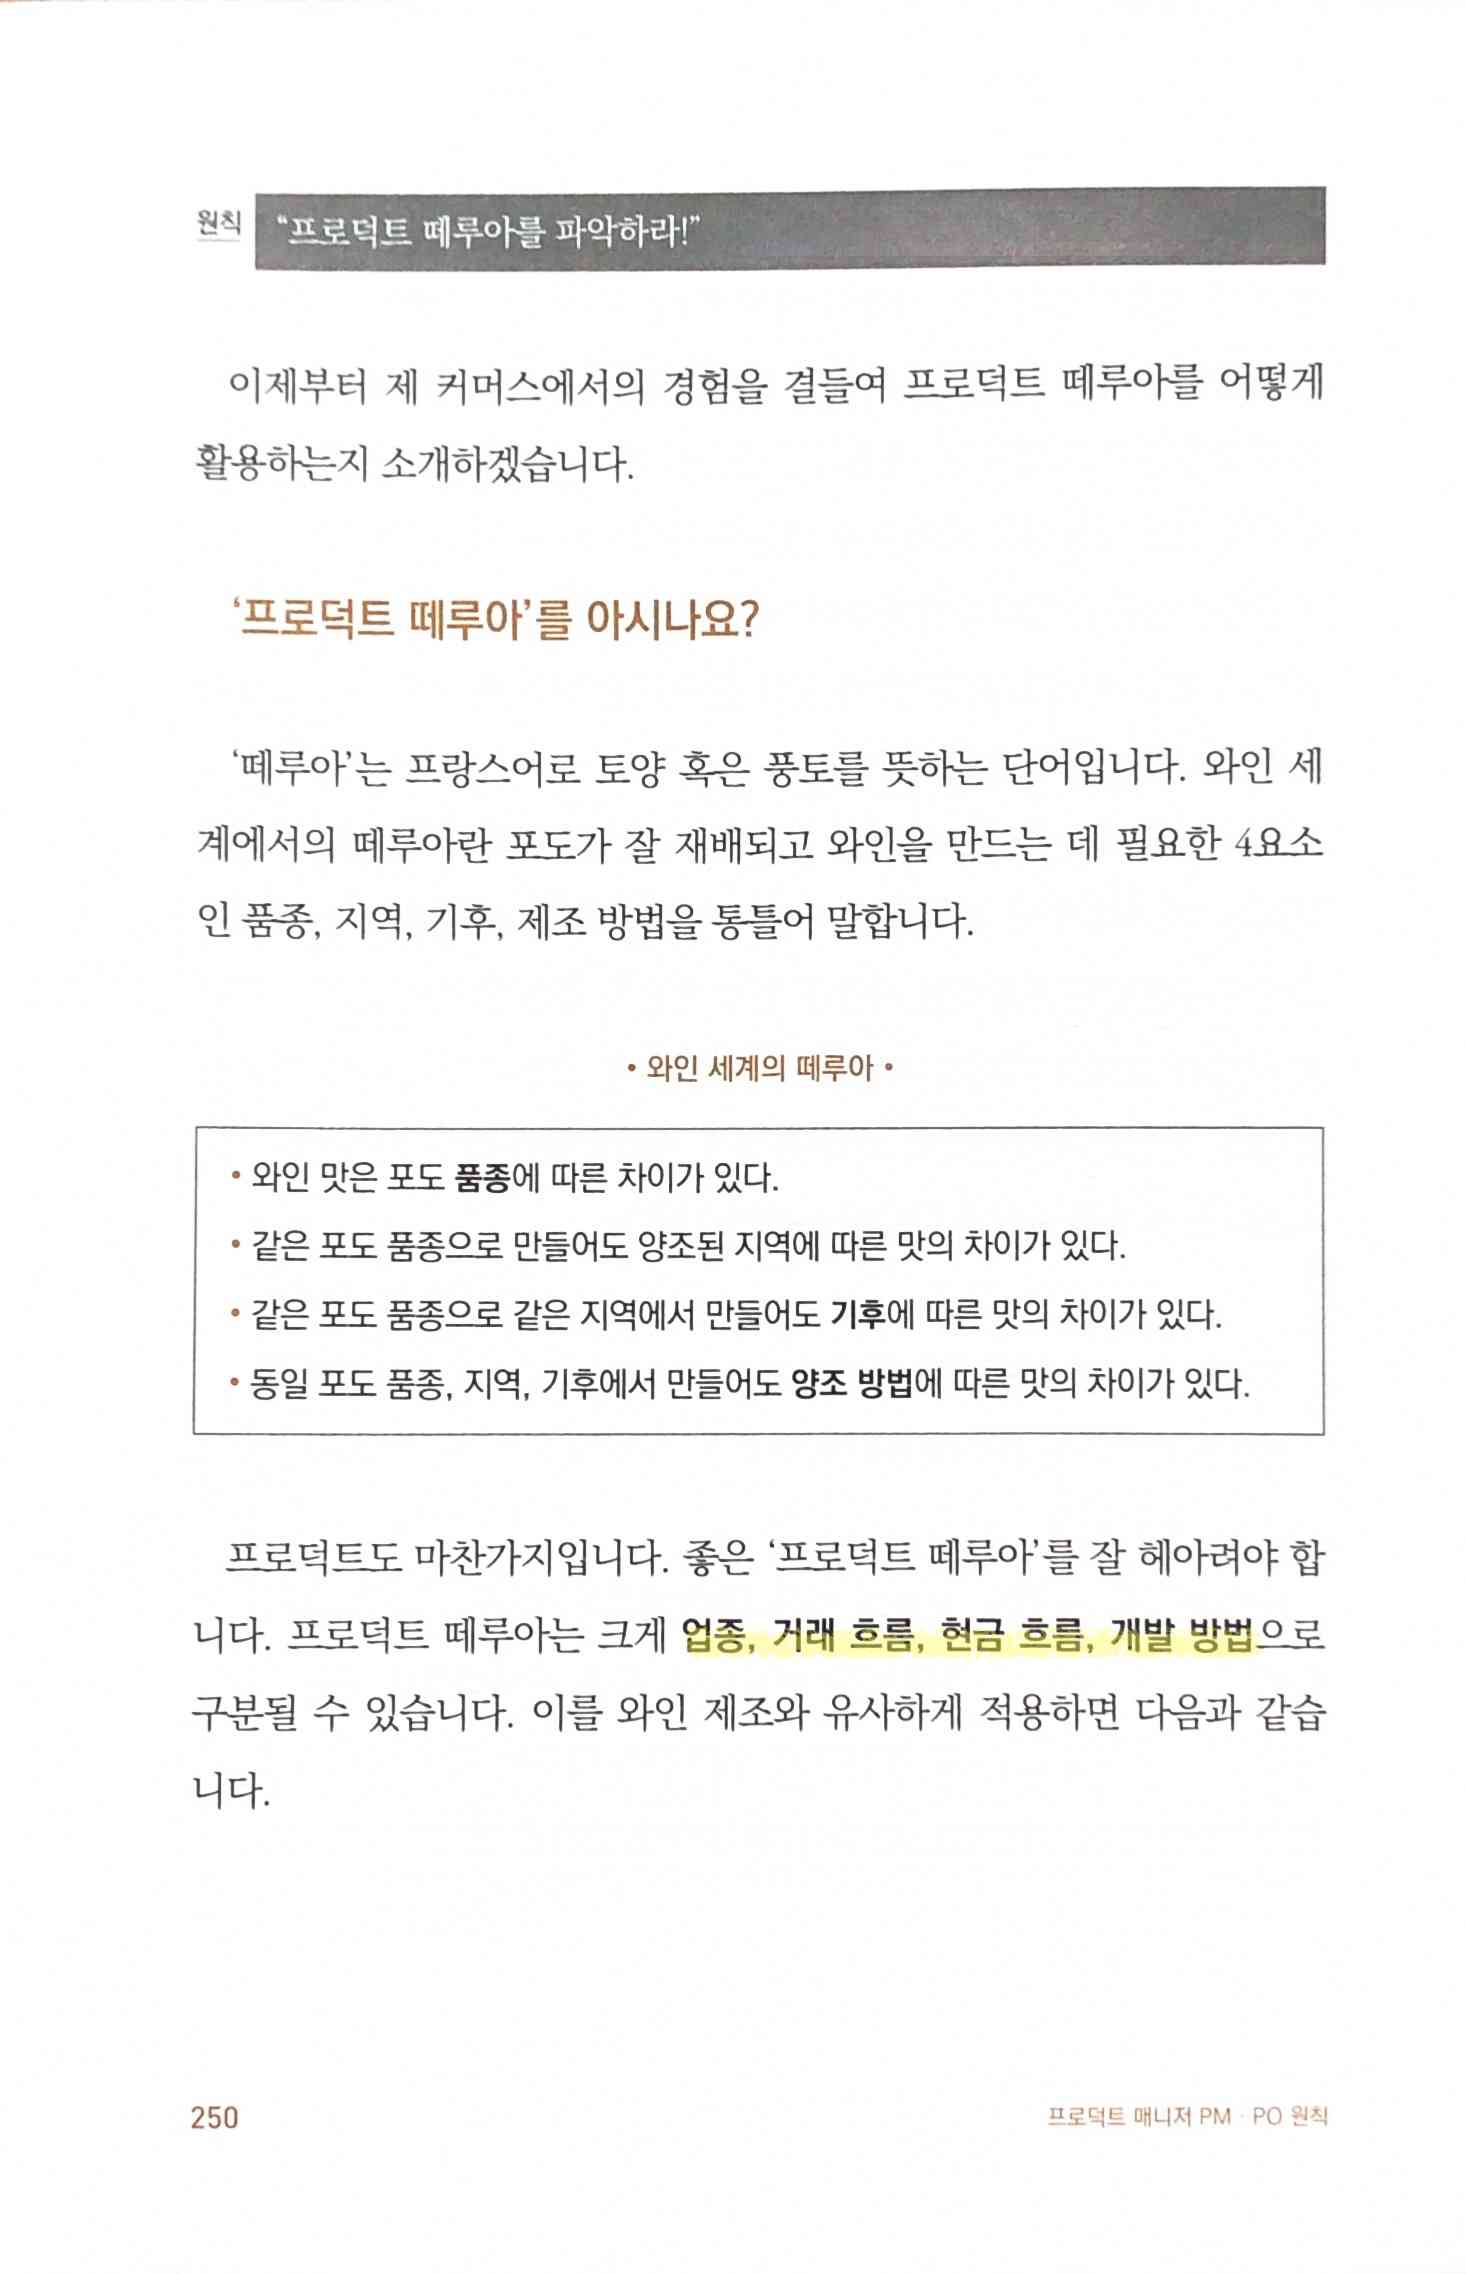 원칙 “프로덕트 떼루아를 파악하라!”
이제부터 제 커머스에서의 경험을 곁들여 프로덕트 떼루아를 어떻게
활용하는지 소개하겠습니다.
‘프로덕트 떼루아’를 아시나요?
‘떼루아’는 프랑스어로 토양 혹은 풍토를 뜻하는 단어입니다. 와인 세
계에서의 떼루아란 포도가 잘 재배되고 와인을 만드는 데 필요한 4요소
인 품종, 지역, 기후, 제조 방법을 통틀어 말합니다.
• 와인 세계의 떼루아 •
• 와인 맛은 포도 품종에 따른 차이가 있다.
• 같은 포도 품종으로 만들어도 양조된 지역에 따른 맛의 차이가 있다.
• 같은 포도 품종으로 같은 지역에서 만들어도 기후에 따른 맛의 차이가 있다.
• 동일 포도 품종, 지역, 기후에서 만들어도 양조 방법에 따른 맛의 차이가 있다.
프로덕트도 마찬가지입니다. 좋은 ‘프로덕트 떼루아’를 잘 헤아려야 합
니다. 프로덕트 떼루아는 크게 업종, 거래 흐름, 현금 흐름, 개발 방법으로
구분될 수 있습니다. 이를 와인 제조와 유사하게 적용하면 다음과 같습
니다.
250
프로덕트 매니저 PM · PO 원칙